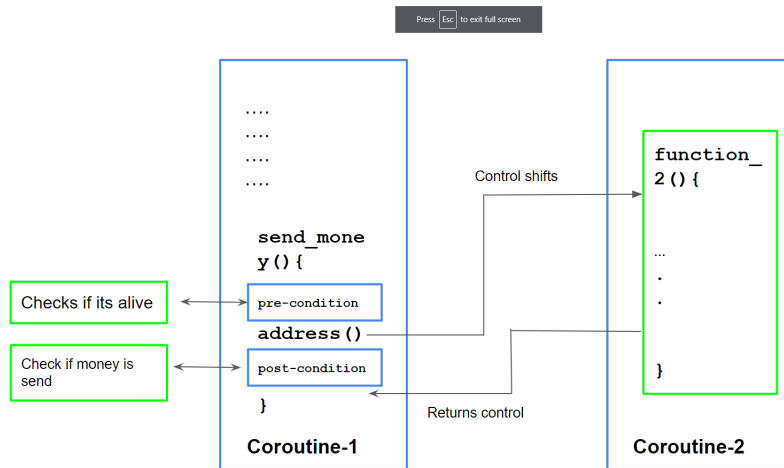 Press Esc to exit full screen
....
....
....
....
send_mone
y(){
pre-condition
address()
post-condition
}
Coroutine-1
Checks if its alive
Check if money is
send
Control shifts
Returns control
function_
2(){
...
.
.
}
Coroutine-2